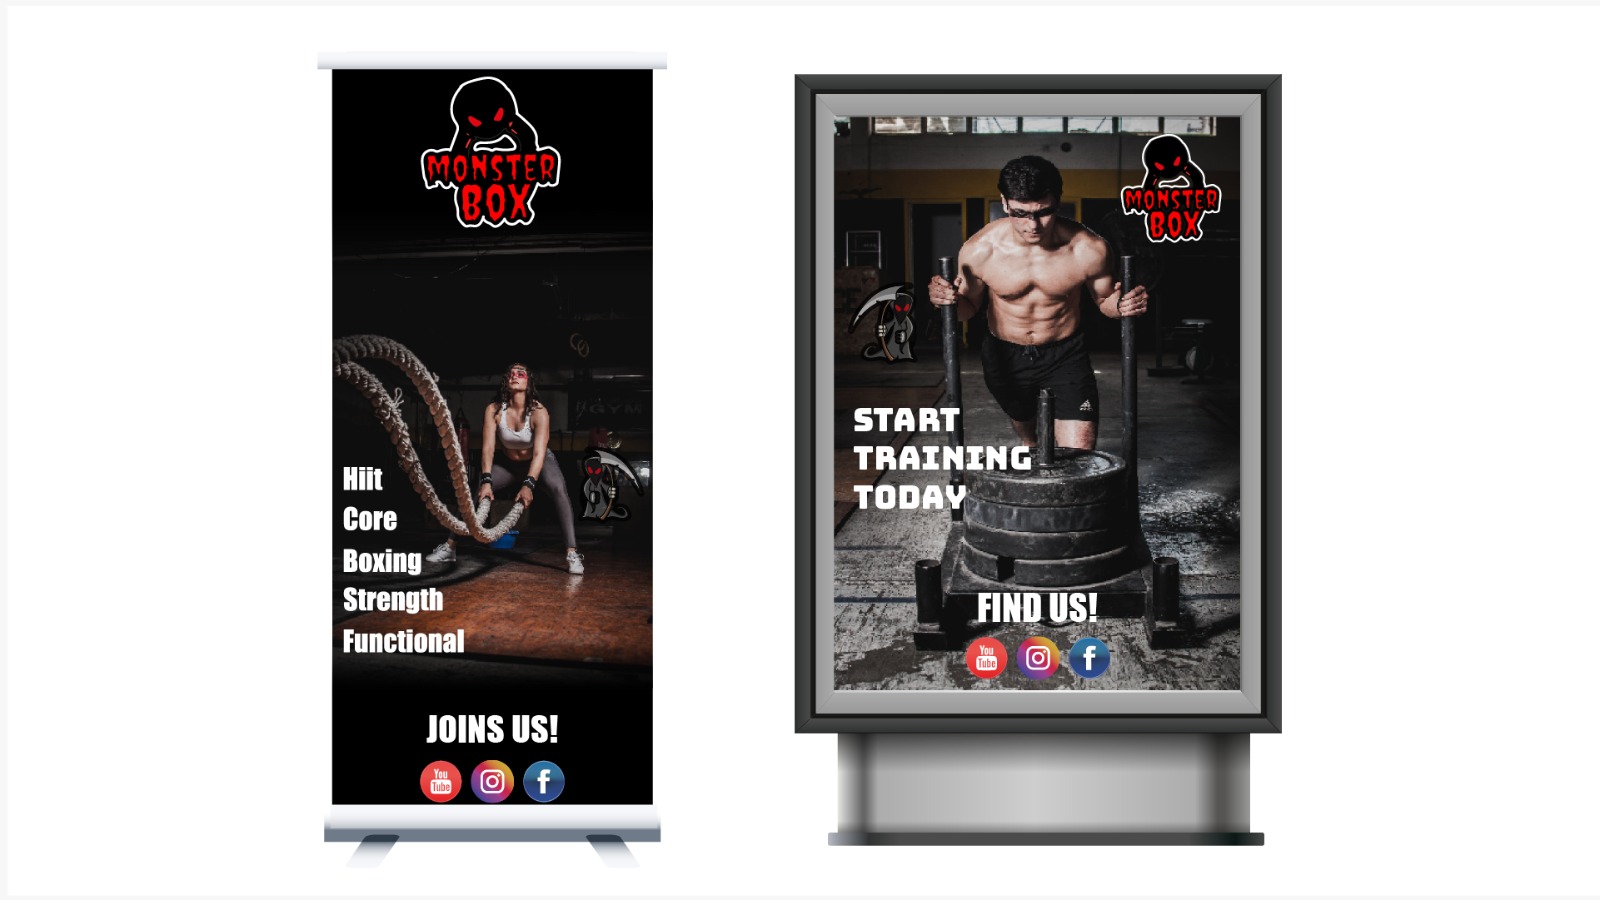 MONSTER
BOX
Hiit
Core
Boxing
Strength
Functional
JOINS US!
You
Tube
MONSTER
BOX
START
TRAINING
TODAY
FIND US!
You
Tube